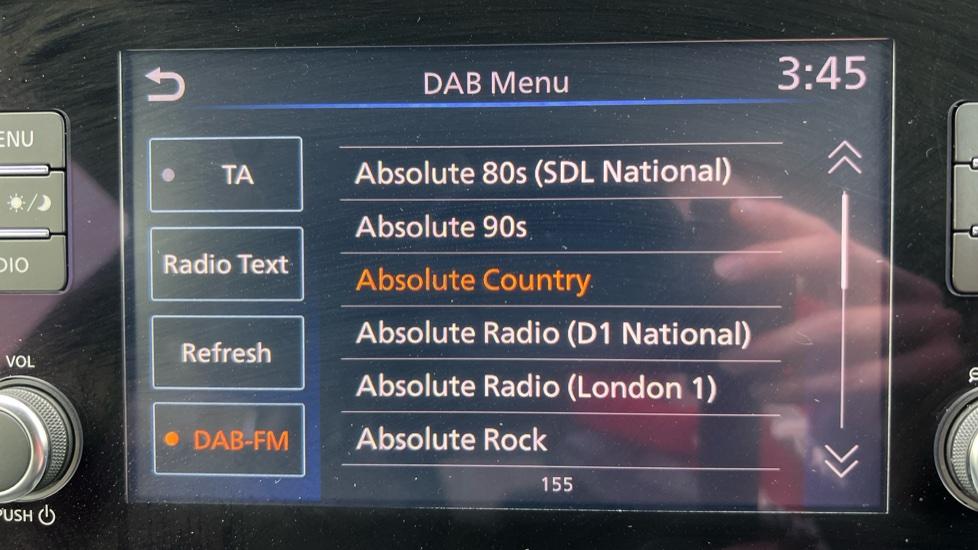 DAB Menu
3:45
TA
Radio Text
Refresh
DAB-FM
Absolute 80s (SDL National)
Absolute 90s
Absolute Country
Absolute Radio (D1 National)
Absolute Radio (London 1)
Absolute Rock
155
ENU
DIO
VOL
PUSH